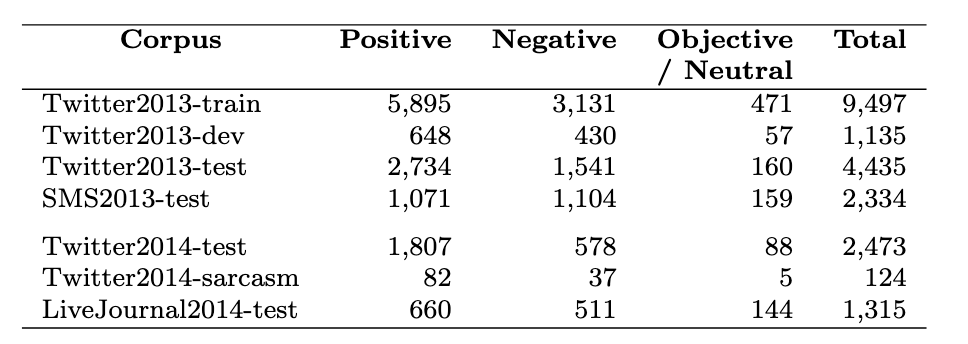 Corpus Positive Negative Objective Total
/ Neutral
Twitter2013-train 5,895 3,131 471 9,497
Twitter2013-dev 648 430 57 1,135
Twitter2013-test 2,734 1,541 160 4,435
SMS2013-test 1,071 1,104 159 2,334
Twitter2014-test 1,807 578 88 2,473
Twitter2014-sarcasm 82 37 5 124
LiveJournal2014-test 660 511 144 1,315